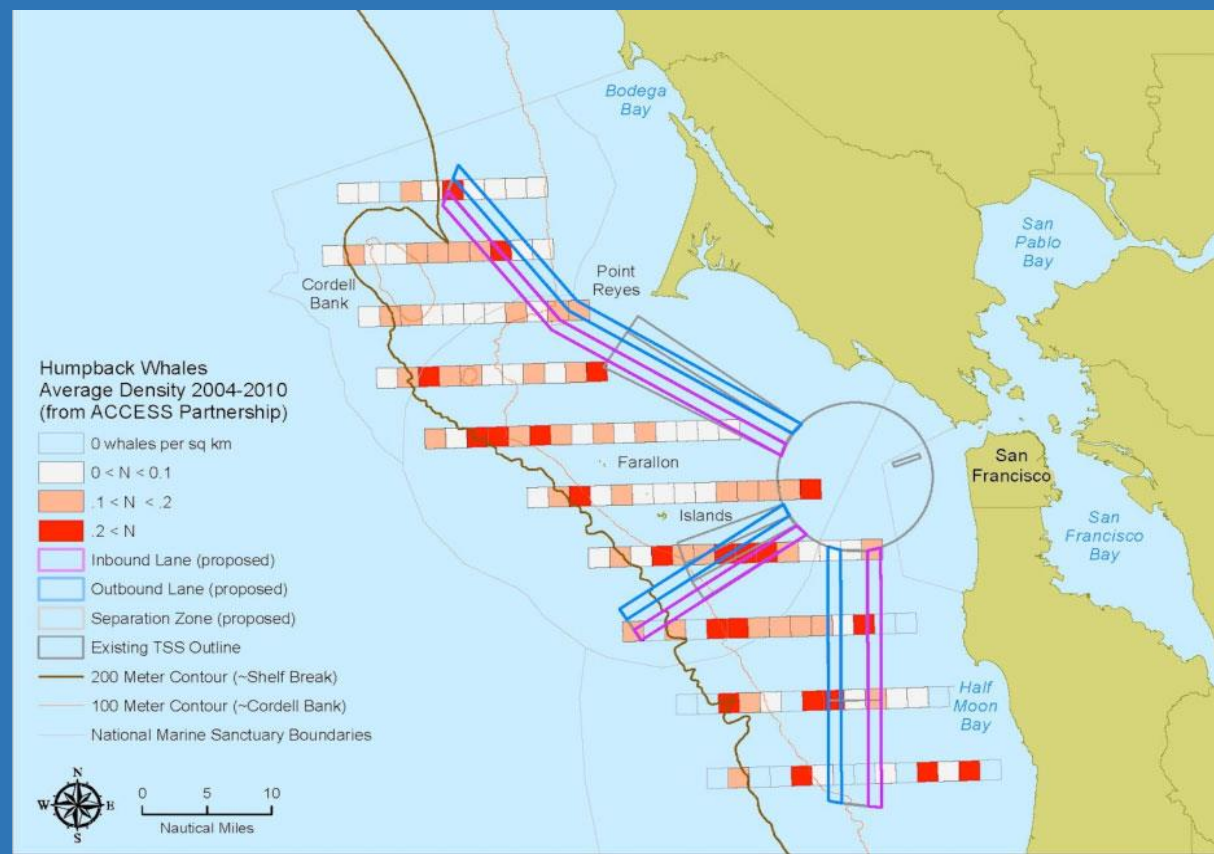 Bodega
Bay
San
Pablo
Bay
Point
Reyes
Cordell
Bank
Humpback Whales
Average Density 2004-2010
(from ACCESS Partnership)
0 whales per sq km
0 < N < 0.1
.1 < N < .2
.2 < N
Inbound Lane (proposed)
Outbound Lane (proposed)
Separation Zone (proposed)
Existing TSS Outline
200 Meter Contour (~Shelf Break)
100 Meter Contour (~Cordell Bank)
National Marine Sanctuary Boundaries
Farallon
Islands
San
Francisco
San
Francisco
Bay
Half
Moon
Bay
N
W E
S
0 5 10
Nautical Miles